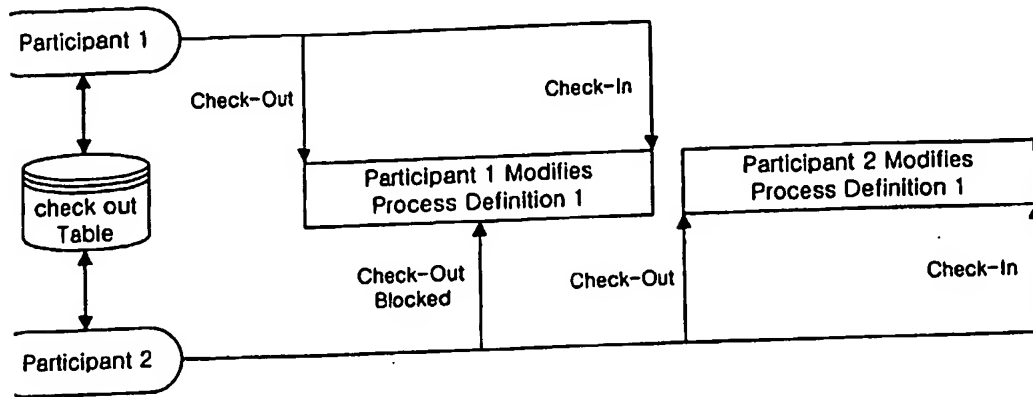 Participant 1
Check-Out
Check-In
check out
Table
Participant 1 Modifies
Process Definition 1
Participant 2 Modifies
Process Definition 1
Check-Out
Blocked
Check-Out
Check-In
Participant 2